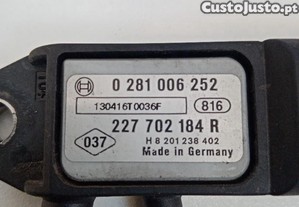 CustoJusto.pt
BOSCH
0 281 006 252
130416T0036F
816
227 702 184 R
037
H 8 201 238 402
Made in Germany